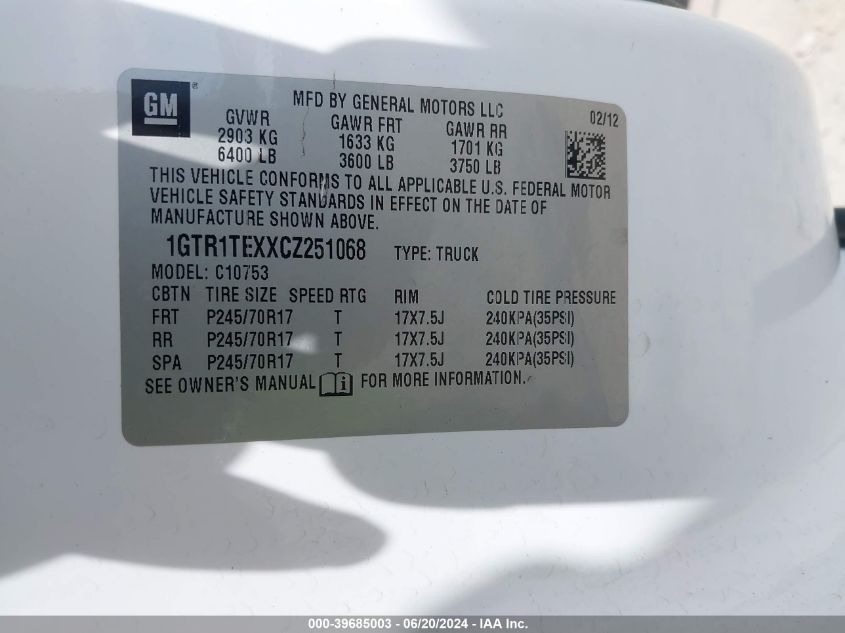 GM ®
MFD BY GENERAL MOTORS LLC 02/12
GVWR GAWR FRT GAWR RR
2903 KG 1633 KG 1701 KG
6400 LB 3600 LB 3750 LB
THIS VEHICLE CONFORMS TO ALL APPLICABLE U.S. FEDERAL MOTOR
VEHICLE SAFETY STANDARDS IN EFFECT ON THE DATE OF
MANUFACTURE SHOWN ABOVE.
1GTR1TEXXCZ251068 TYPE: TRUCK
MODEL: C10753
CBTN TIRE SIZE SPEED RTG RIM COLD TIRE PRESSURE
FRT P245/70R17 T 17X7.5J 240KPA(35PSI)
RR P245/70R17 T 17X7.5J 240KPA(35PSI)
SPA P245/70R17 T 17X7.5J 240KPA(35PSI)
SEE OWNER'S MANUAL i FOR MORE INFORMATION.
000-39685003 - 06/20/2024 - IAA Inc.